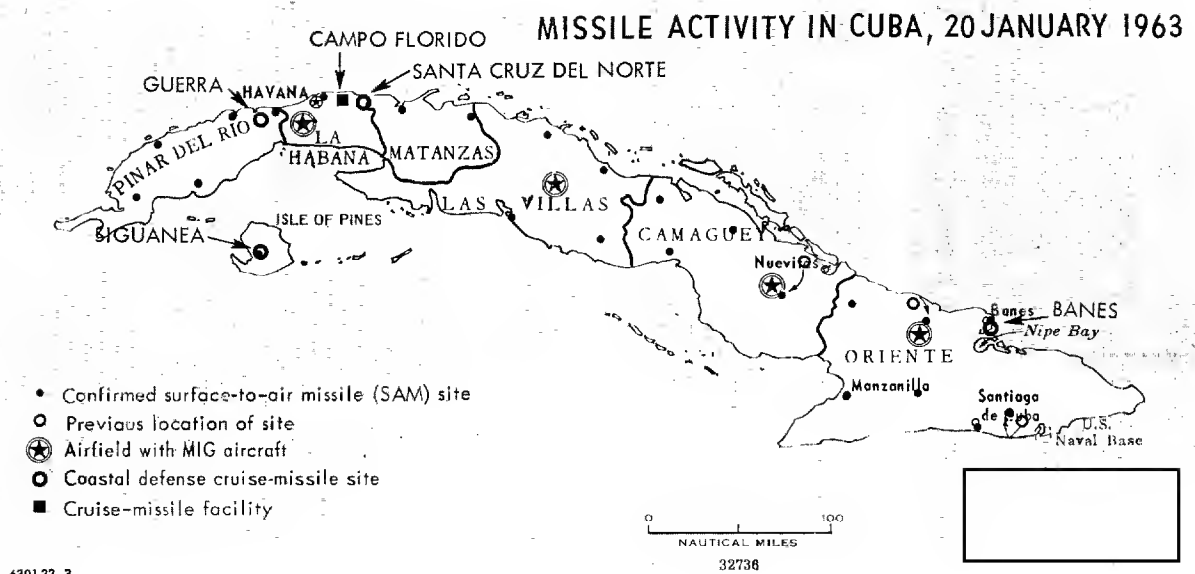 MISSILE ACTIVITY IN CUBA, 20 JANUARY 1963
CAMPO FLORIDO
SANTA CRUZ DEL NORTE
GUERRA
HAVANA
PINAR DEL RIO
LA
HABANA
MATANZAS
ISLE OF PINES
LAS VILLAS
SIGUANEA
CAMAGUEY
Nuevitas
Banes
BANES
Nipe Bay
ORIENTE
Manzanilla
Santiago
de Cuba
U.S.
Naval Base
Confirmed surface-to-air missile (SAM) site
Previous location of site
Airfield with MIG aircraft
Coastal defense cruise-missile site
Cruise-missile facility
0 100
NAUTICAL MILES
32736